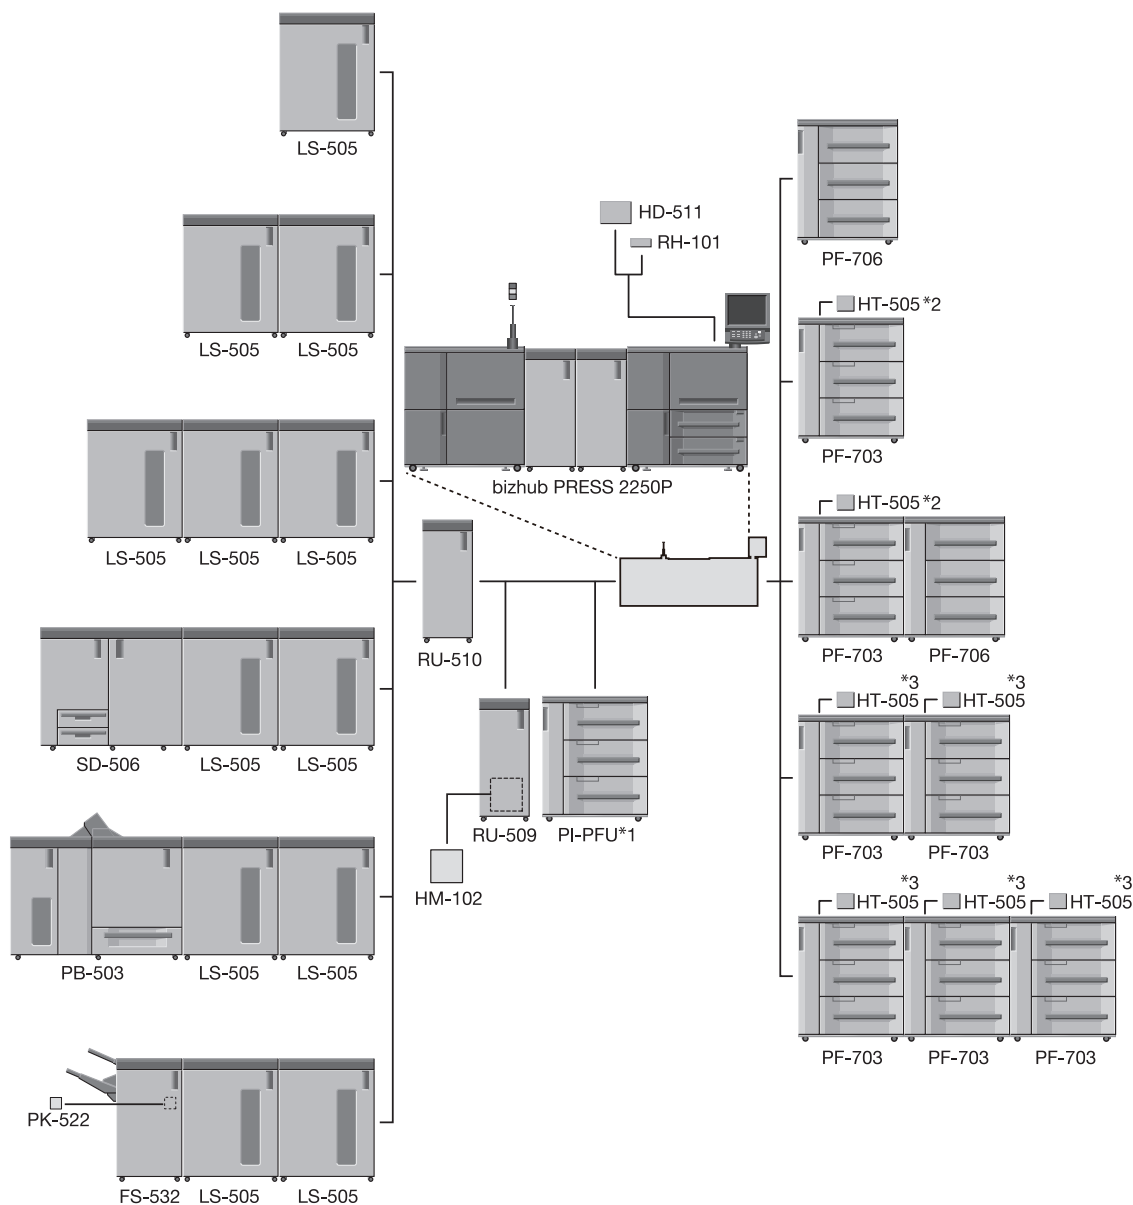 LS-505
HD-511
RH-101
PF-706
LS-505 LS-505
HT-505 *2
PF-703
bizhub PRESS 2250P
HT-505 *2
LS-505 LS-505 LS-505
RU-510
PF-703 PF-706
*3 *3
HT-505 HT-505
SD-506 LS-505 LS-505
RU-509 PI-PFU*1
PF-703 PF-703
HM-102
*3 *3 *3
HT-505 HT-505 HT-505
PB-503 LS-505 LS-505
PF-703 PF-703 PF-703
PK-522
FS-532 LS-505 LS-505